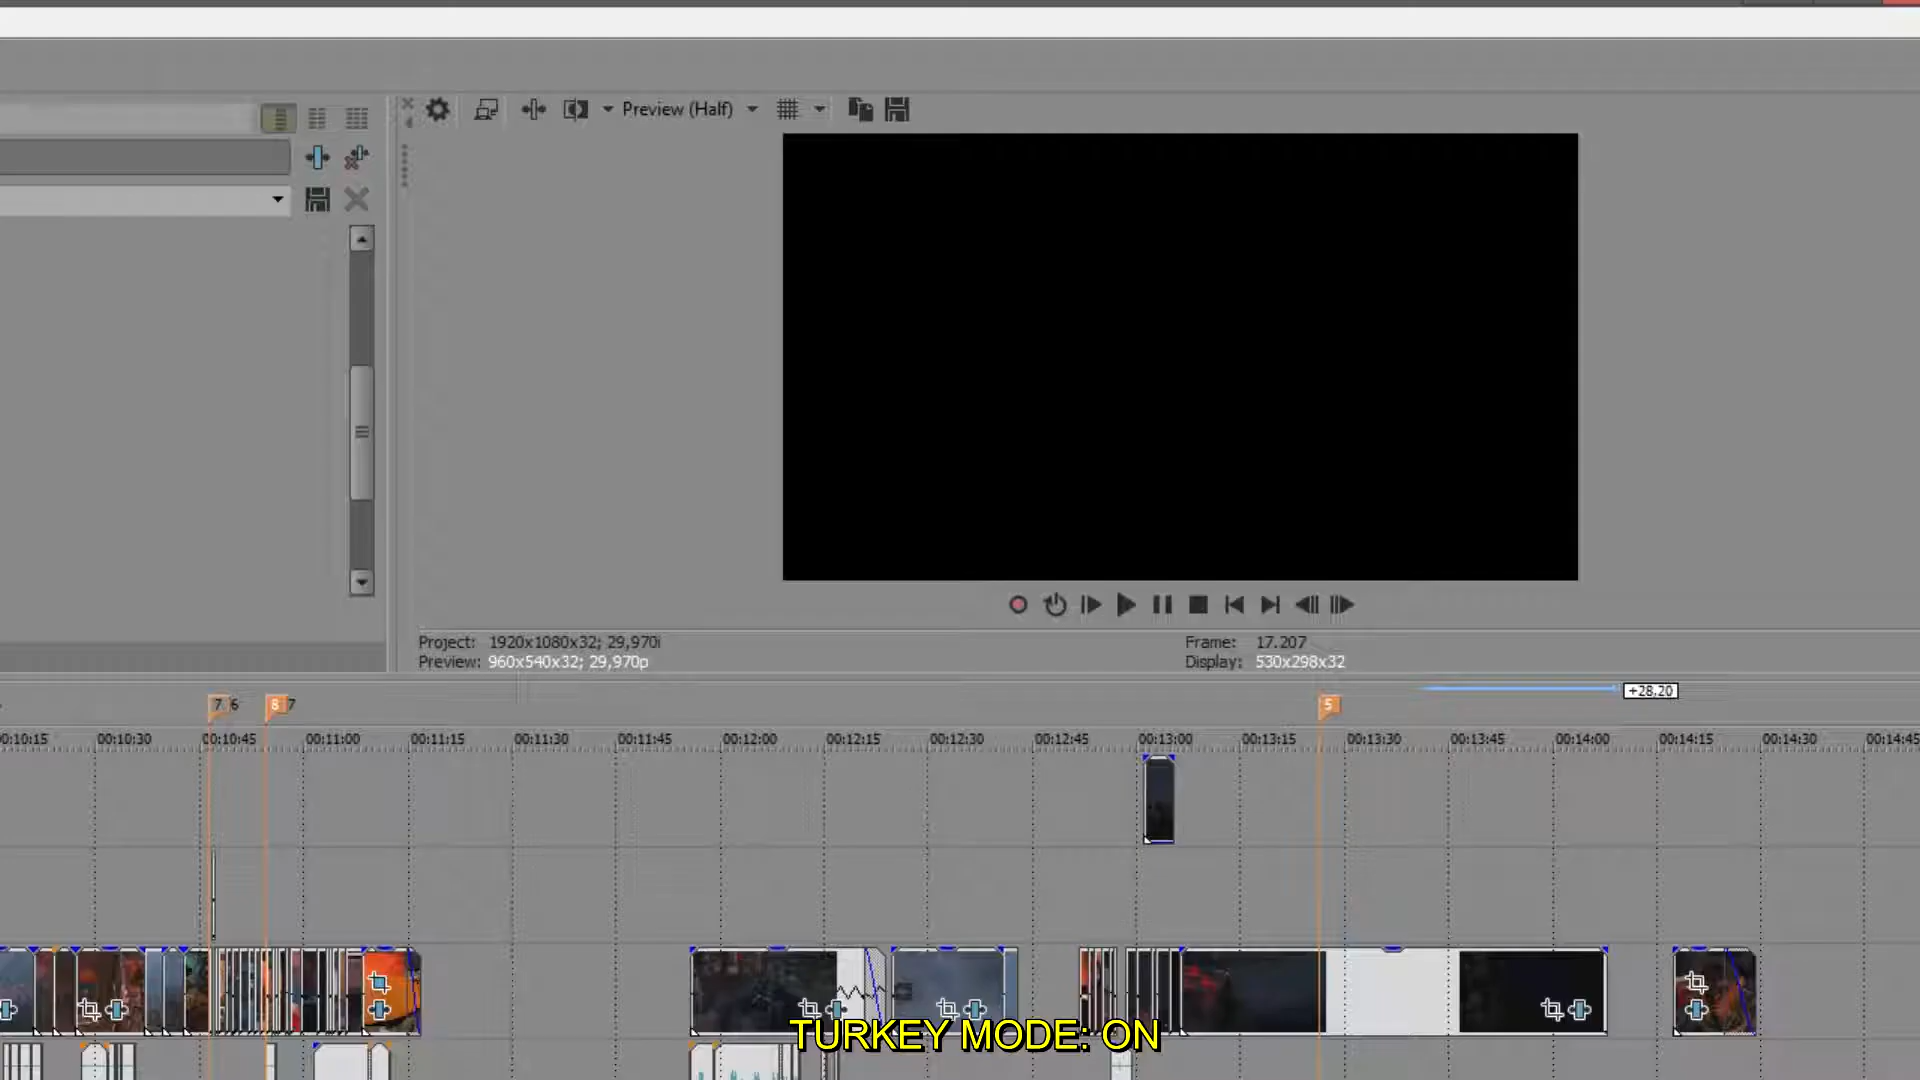 Preview (Half)
Project: 1920x1080x32; 29,970i
Preview: 960x540x32; 29,970p
Frame: 17.207
Display: 530x298x32
+28,20
7 6
8 7
5
00:10:15 00:10:30 00:10:45 00:11:00 00:11:15 00:11:30 00:11:45 00:12:00 00:12:15 00:12:30 00:12:45 00:13:00 00:13:15 00:13:30 00:13:45 00:14:00 00:14:15 00:14:30 00:14:45
TURKEY MODE: ON